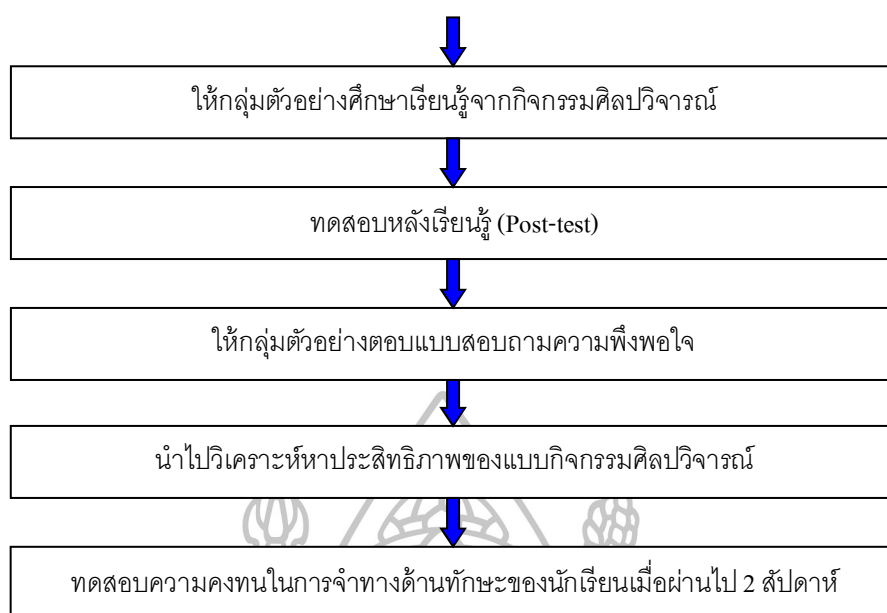 ให้กลุ่มตัวอย่างศึกษาเรียนรู้จากกิจกรรมศิลปวิจารณ์
ทดสอบหลังเรียนรู้ (Post-test)
ให้กลุ่มตัวอย่างตอบแบบสอบถามความพึงพอใจ
นำไปวิเคราะห์หาประสิทธิภาพของแบบกิจกรรมศิลปวิจารณ์
ทดสอบความคงทนในการจำทางด้านทักษะของนักเรียนเมื่อผ่านไป 2 สัปดาห์